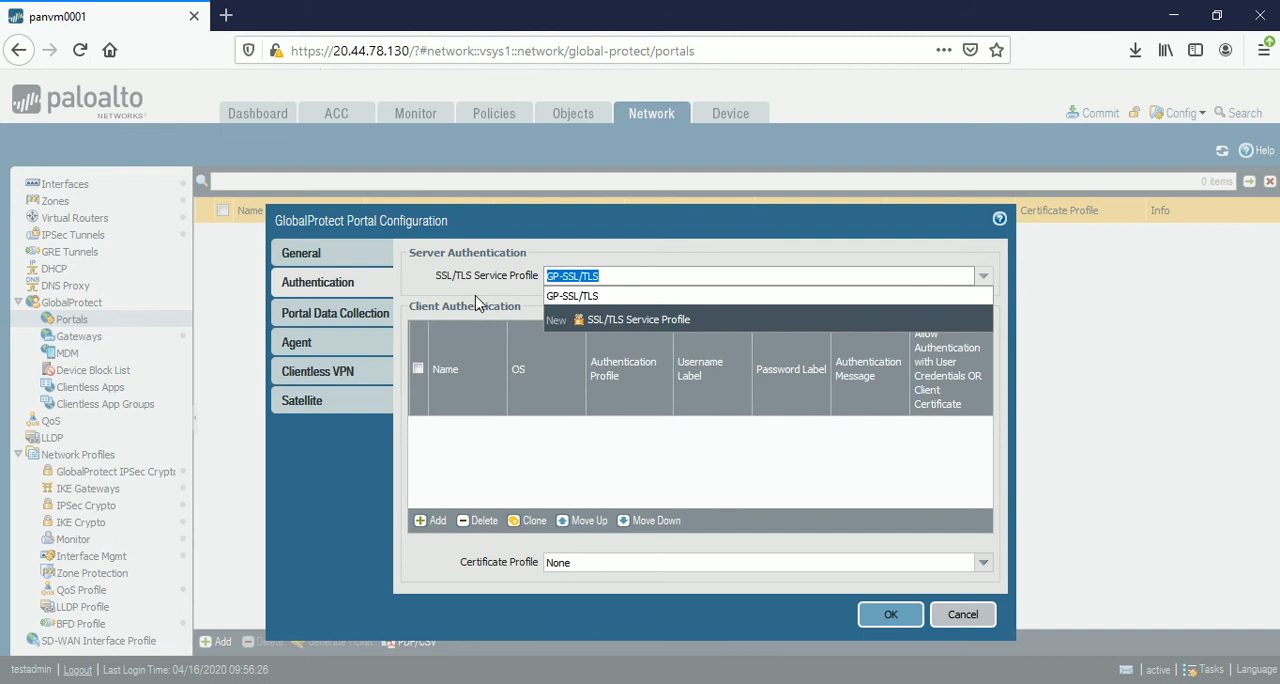 panvm0001
https://20.44.78.130/?#network::vsys1::network/global-protect/portals
paloalto
NETWORKS
Dashboard
ACC
Monitor
Policies
Objects
Network
Device
Commit
Config
Search
Help
0 items
Interfaces
Zones
Virtual Routers
IPSec Tunnels
GRE Tunnels
DHCP
DNS Proxy
GlobalProtect
Portals
Gateways
MDM
Device Block List
Clientless Apps
Clientless App Groups
QoS
LLDP
Network Profiles
GlobalProtect IPSec Crypto
IKE Gateways
IPSec Crypto
IKE Crypto
Monitor
Interface Mgmt
Zone Protection
QoS Profile
LLDP Profile
BFD Profile
SD-WAN Interface Profile
Name
Certificate Profile
Info
GlobalProtect Portal Configuration
General
Authentication
Portal Data Collection
Agent
Clientless VPN
Satellite
Server Authentication
SSL/TLS Service Profile
GP-SSL/TLS
GP-SSL/TLS
New SSL/TLS Service Profile
Client Authentication
Name
OS
Authentication
Profile
Username
Label
Password Label
Authentication
Message
Allow
Authentication
with User
Credentials OR
Client
Certificate
Add
Delete
Clone
Move Up
Move Down
Certificate Profile
None
OK
Cancel
Add
Delete
Generate Ticket
PDF/CSV
testadmin
Logout
Last Login Time: 04/16/2020 09:56:26
active
Tasks
Language